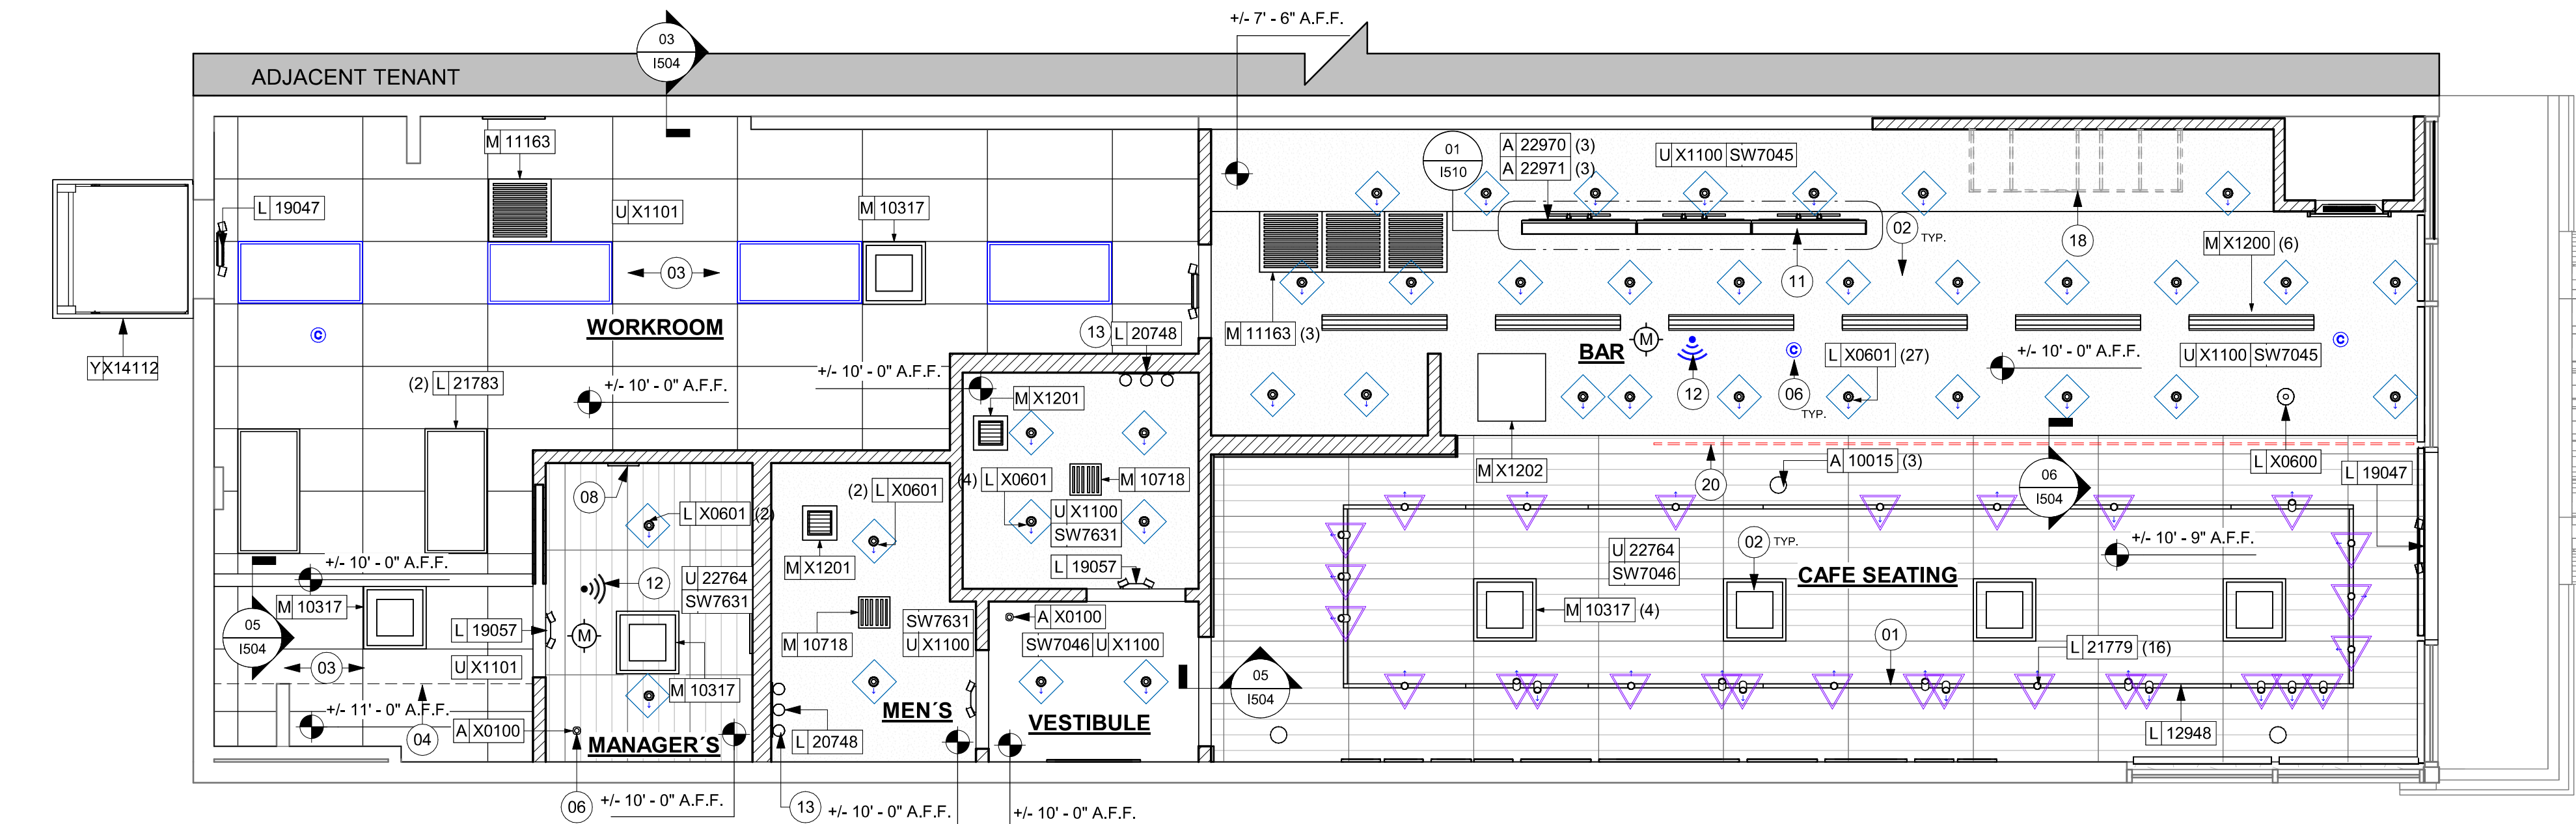 +/- 7' - 6" A.F.F.
03
I504
ADJACENT TENANT
M 11163
01
I510
A 22970 (3)
A 22971 (3)
U X1100 SW7045
L 19047
U X1101
M 10317
02
TYP.
18
M X1200 (6)
03
11
WORKROOM
13
L 20748
M 11163 (3)
BAR
M
C
C
C
L X0601 (27)
+/- 10' - 0" A.F.F.
U X1100 SW7045
YX14112
(2) L 21783
+/- 10' - 0" A.F.F.
+/- 10' - 0" A.F.F.
M X1201
12
06
TYP.
M X1202
A 10015 (3)
L X0600
L 19047
08
L X0601 (2)
(2) L X0601
(4) L X0601
M 10718
20
06
I504
U X1100
SW7631
+/- 10' - 0" A.F.F.
12
U 22764
SW7631
M X1201
L 19057
U 22764
SW7046
02
TYP.
+/- 10' - 9" A.F.F.
CAFE SEATING
M 10317
05
I504
L 19057
M
M 10718
SW7631
U X1100
A X0100
SW7046 U X1100
M 10317 (4)
01
L 21779 (16)
03
U X1101
M 10317
05
I504
+/- 11' - 0" A.F.F.
04
A X0100
MANAGER´S
L 20748
MEN´S
VESTIBULE
L 12948
06
+/- 10' - 0" A.F.F.
13
+/- 10' - 0" A.F.F.
+/- 10' - 0" A.F.F.